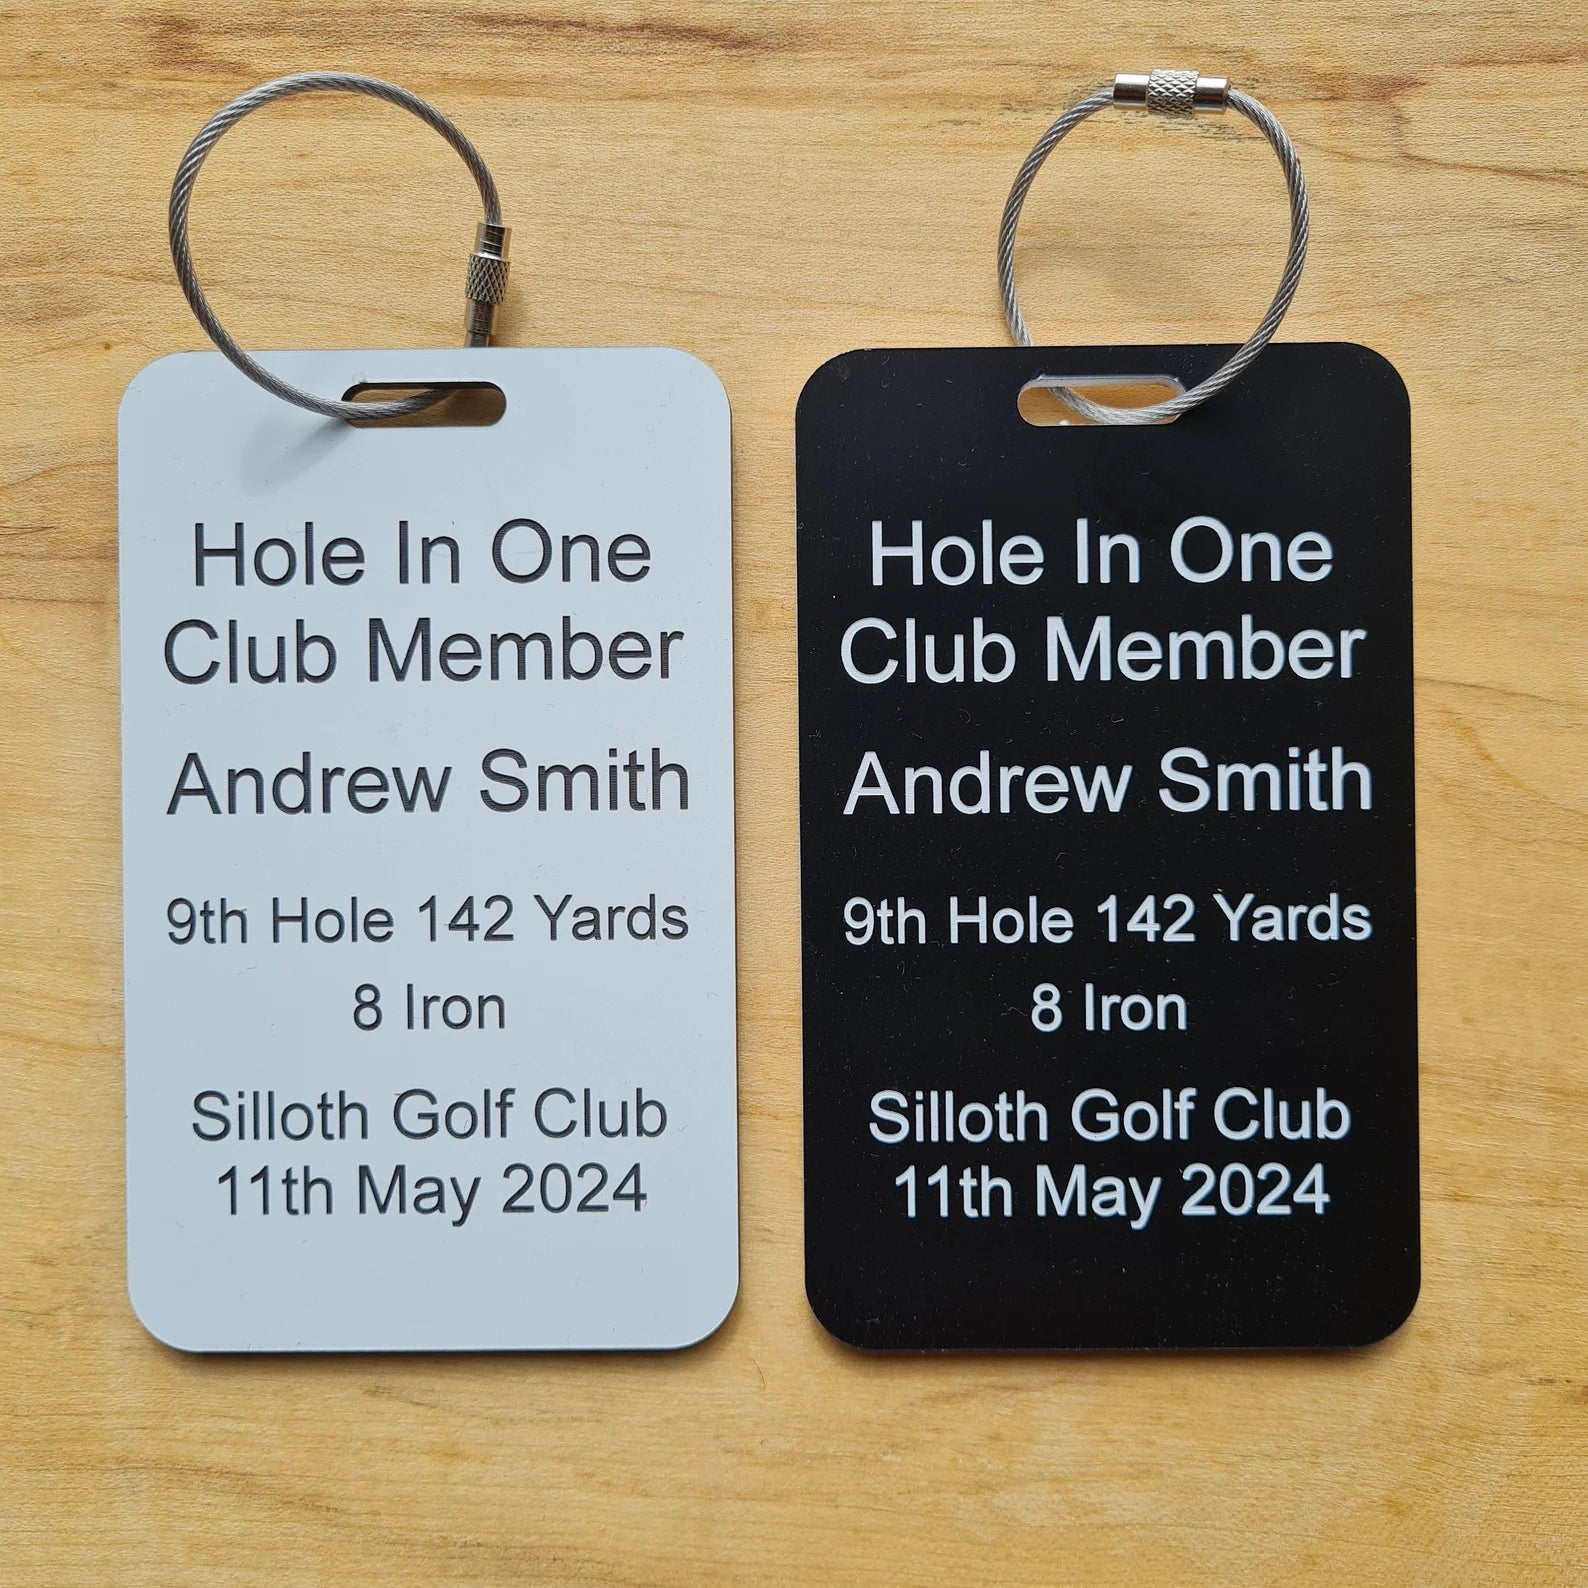 Hole In One
Club Member
Andrew Smith
9th Hole 142 Yards
8 Iron
Silloth Golf Club
11th May 2024
Hole In One
Club Member
Andrew Smith
9th Hole 142 Yards
8 Iron
Silloth Golf Club
11th May 2024